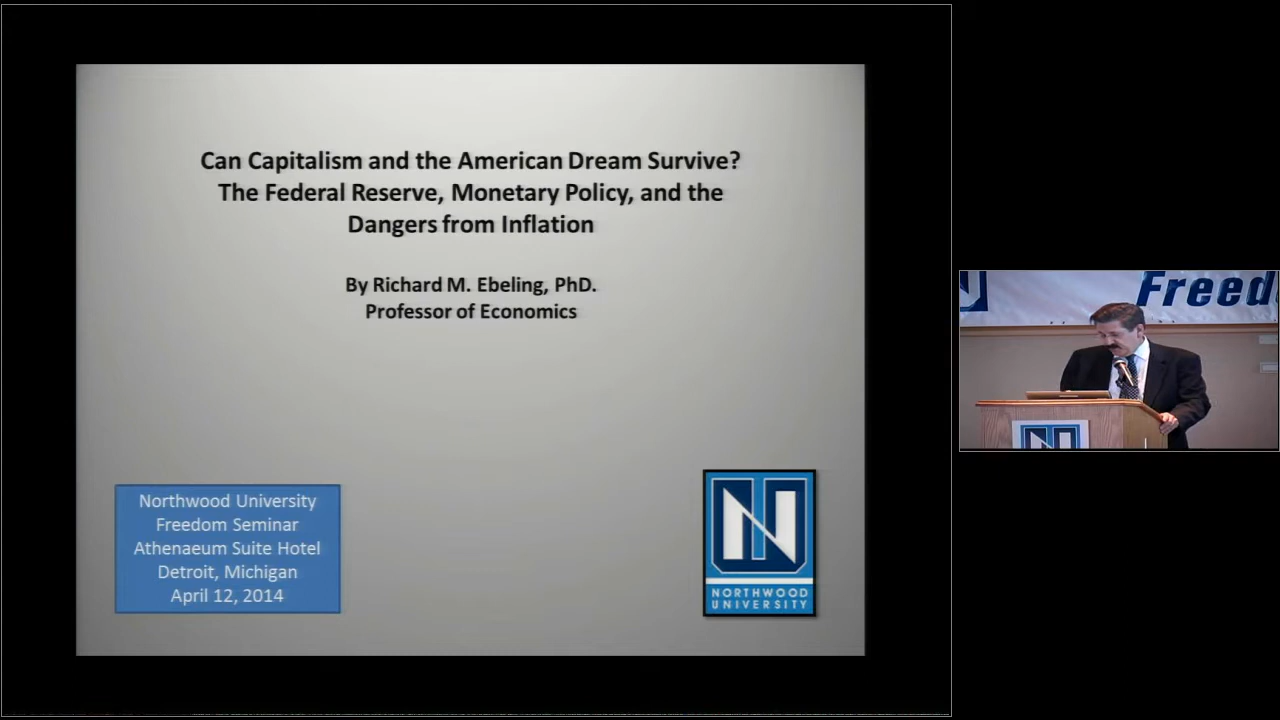 Can Capitalism and the American Dream Survive?
The Federal Reserve, Monetary Policy, and the
Dangers from Inflation
By Richard M. Ebeling, PhD.
Professor of Economics
Northwood University
Freedom Seminar
Athenaeum Suite Hotel
Detroit, Michigan
April 12, 2014
NORTHWOOD
UNIVERSITY
Freed